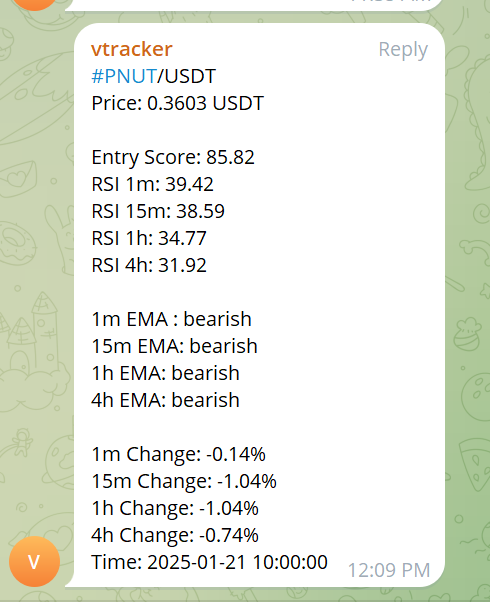 vtracker Reply
#PNUT/USDT
Price: 0.3603 USDT
Entry Score: 85.82
RSI 1m: 39.42
RSI 15m: 38.59
RSI 1h: 34.77
RSI 4h: 31.92
1m EMA : bearish
15m EMA: bearish
1h EMA: bearish
4h EMA: bearish
1m Change: -0.14%
15m Change: -1.04%
1h Change: -1.04%
4h Change: -0.74%
Time: 2025-01-21 10:00:00
12:09 PM
V